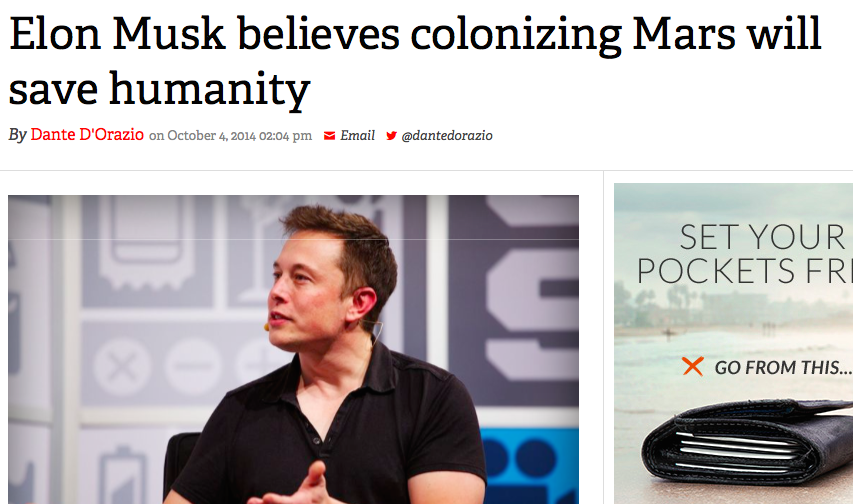 Elon Musk believes colonizing Mars will
save humanity
By Dante D'Orazio on October 4, 2014 02:04 pm Email @dantedorazio
SET YOUR
POCKETS FR
GO FROM THIS...